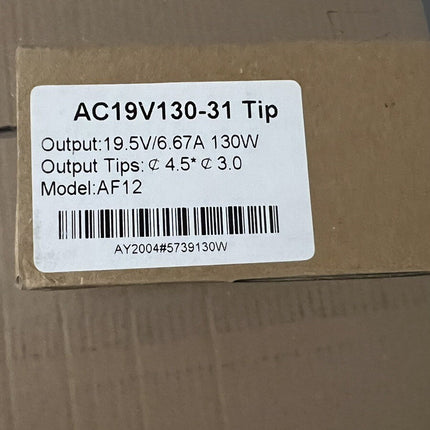 AC19V130-31 Tip
Output:19.5V/6.67A 130W
Output Tips: ⊄ 4.5* ⊄ 3.0
Model:AF12
AY2004#5739130W